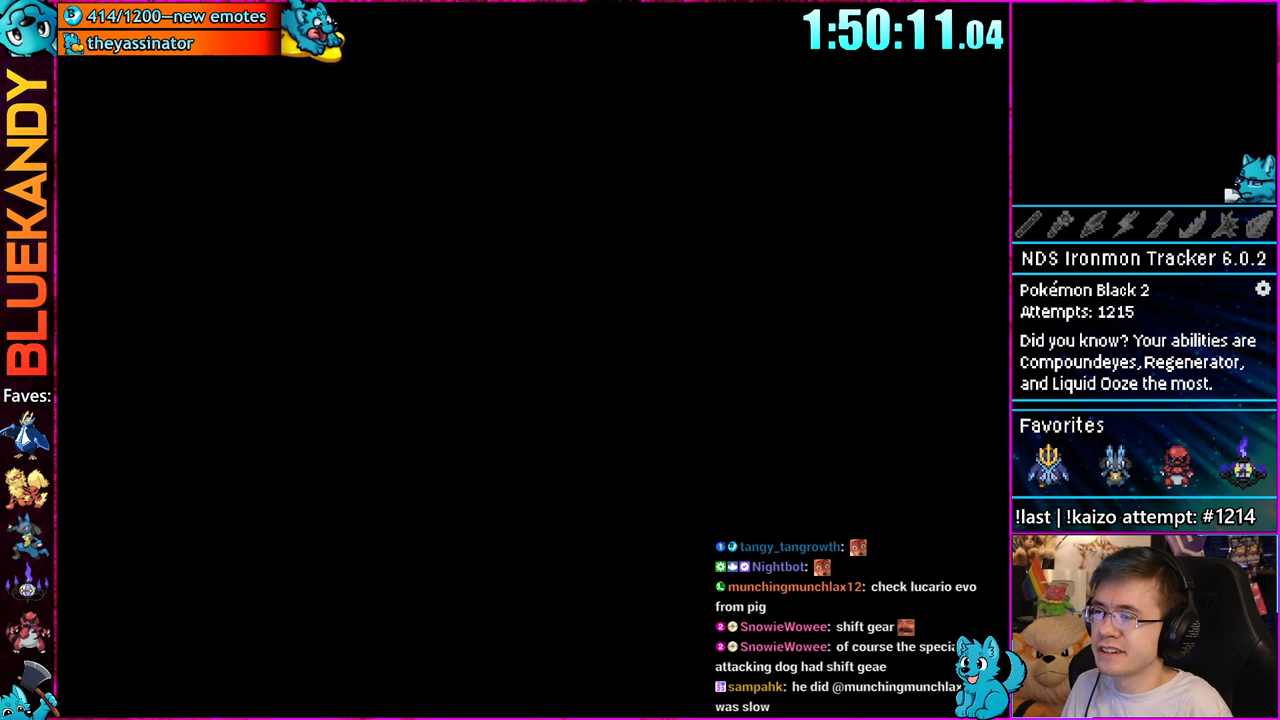 414/1200—new emotes
theyassinator
1:50:11.04
BLUEKANDY
Faves:
NDS Ironmon Tracker 6.0.2
Pokémon Black 2
Attempts: 1215
Did you know? Your abilities are
Compoundeyes, Regenerator,
and Liquid Ooze the most.
Favorites
!last | !kaizo attempt: #1214
tangy_tangrowth:
Nightbot:
munchingmunchlax12: check lucario evo
from pig
SnowieWowee: shift gear
SnowieWowee: of course the specia
attacking dog had shift geae
sampahk: he did @munchingmunchlax
was slow